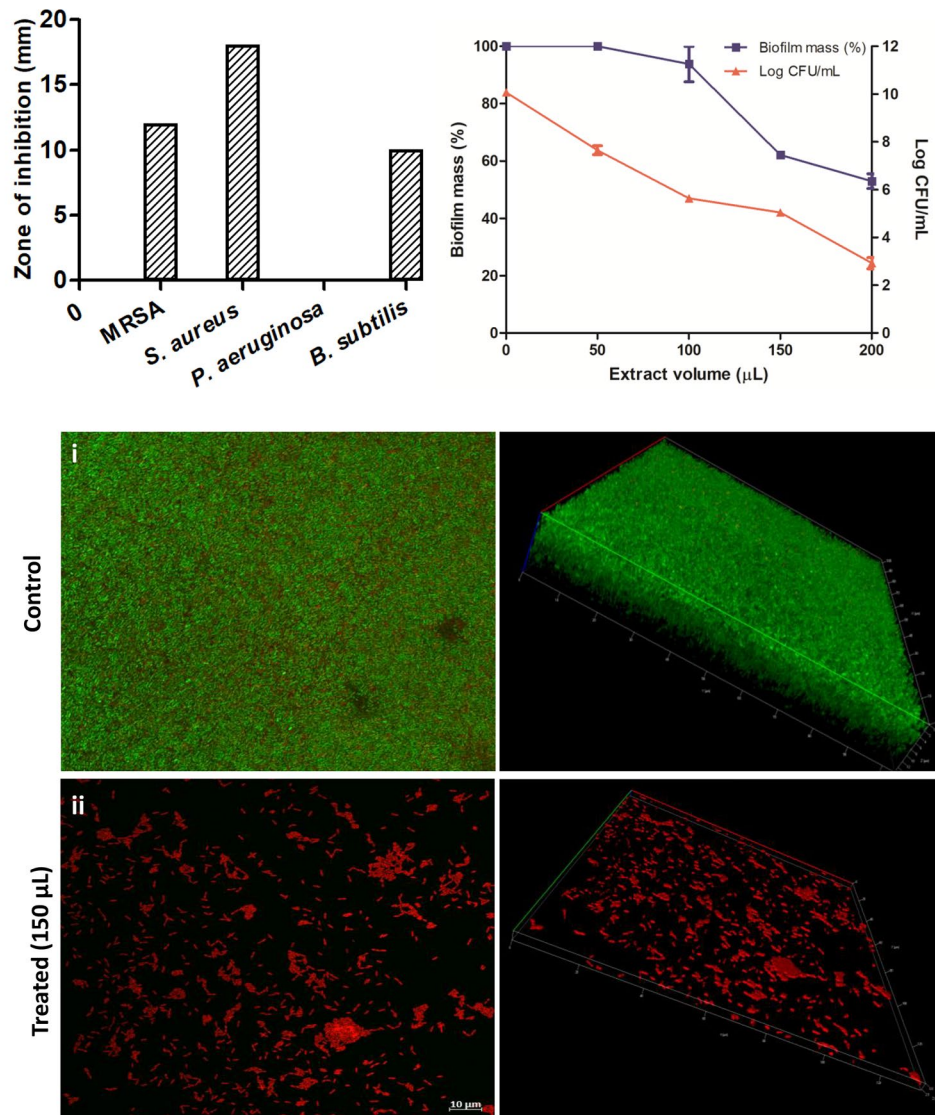 Zone of inhibition (mm)
20
15
10
5
0
0
MRSA
S. aureus
P. aeruginosa
B. subtilis
Biofilm mass (%)
100
80
60
40
20
0
Biofilm mass (%)
Log CFU/mL
12
10
8
6
4
2
0
Log CFU/mL
0
50
100
150
200
Extract volume (μL)
Control
i
Treated (150 μL)
ii
10 μm